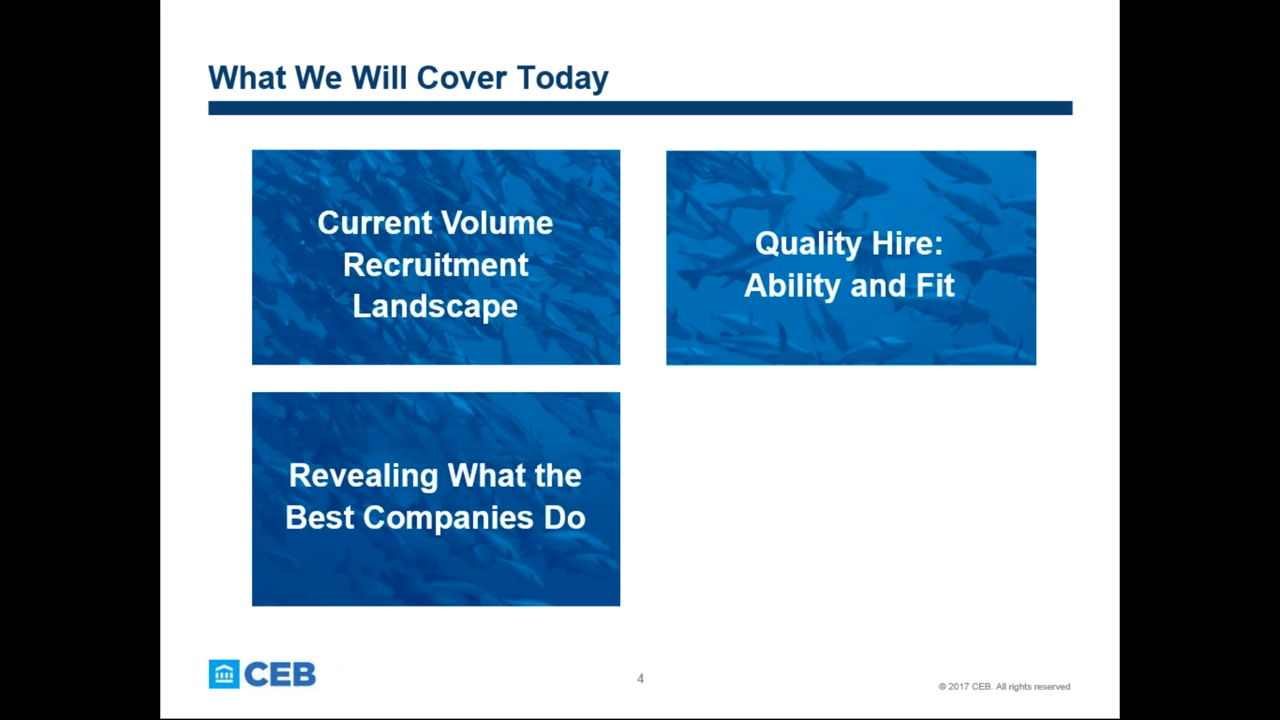 What We Will Cover Today
Current Volume
Recruitment
Landscape
Quality Hire:
Ability and Fit
Revealing What the
Best Companies Do
CEB
4
© 2017 CEB. All rights reserved